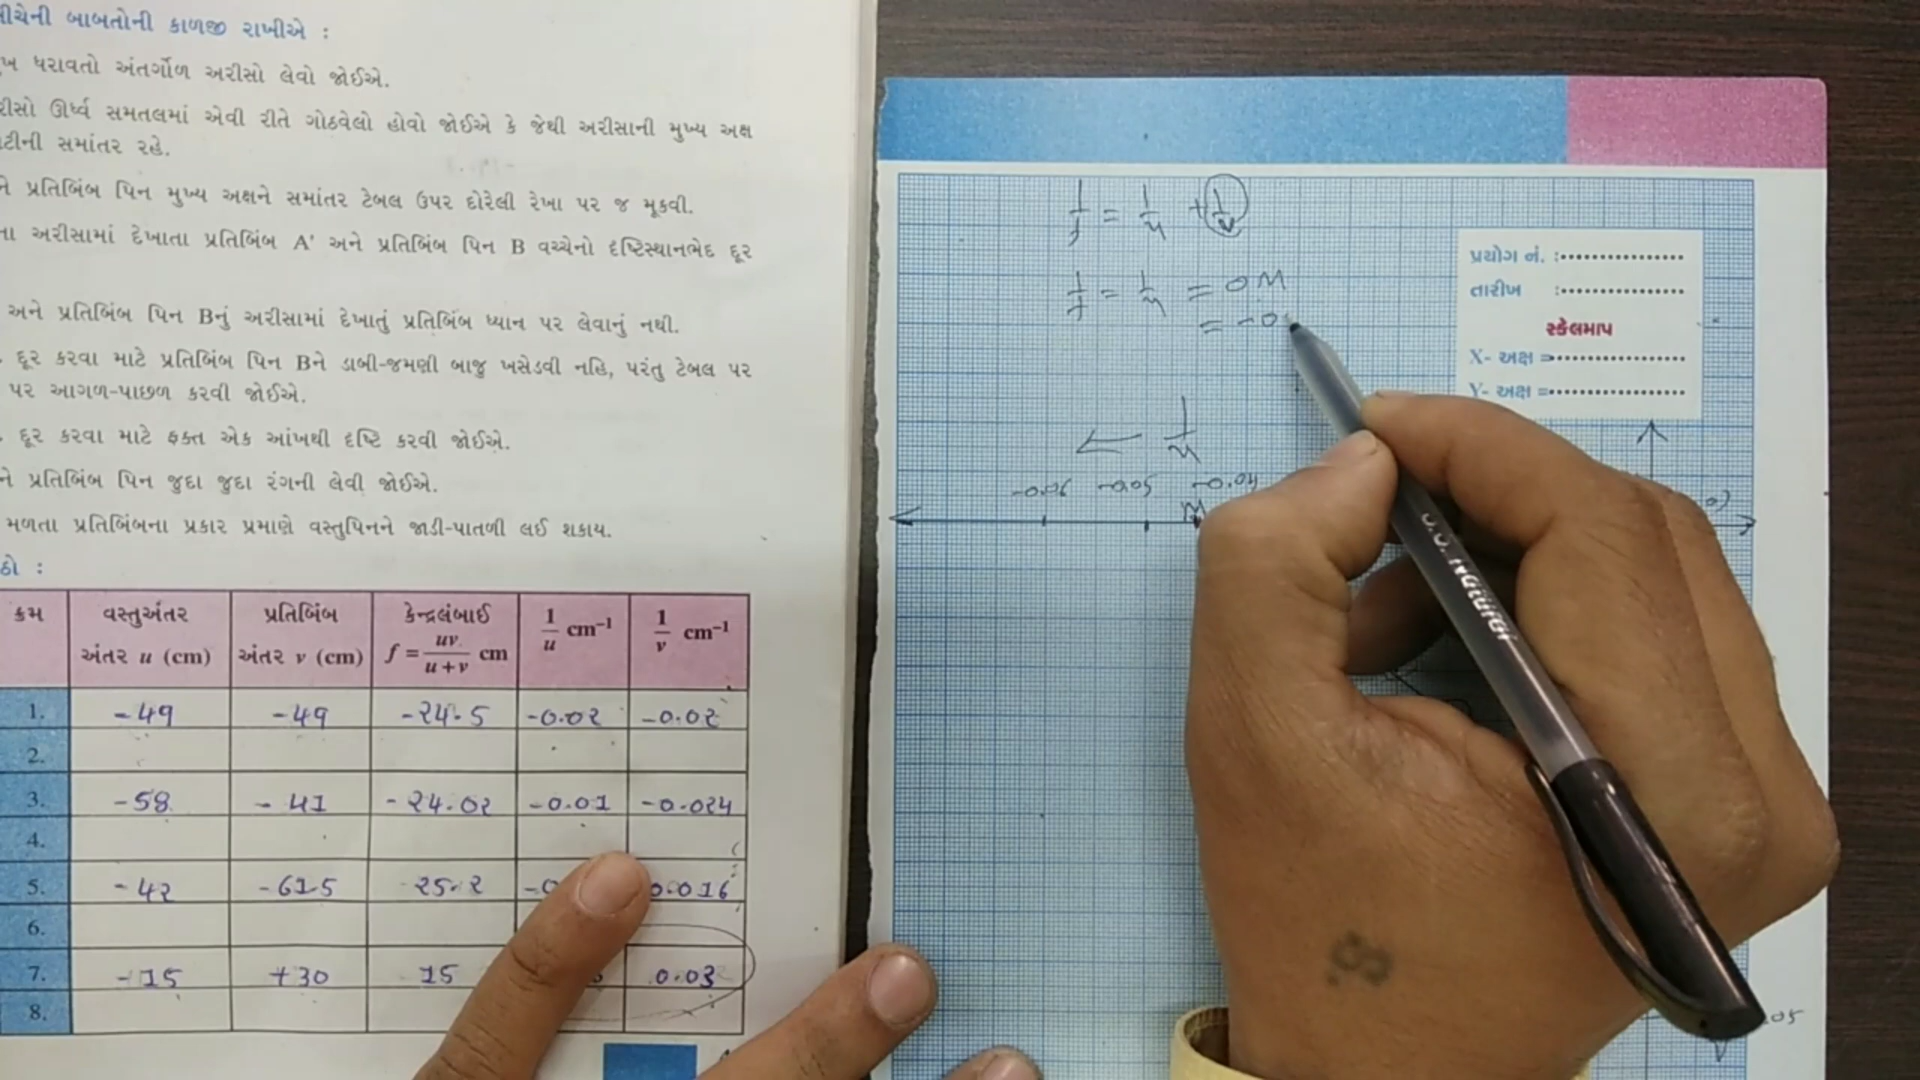 ચેની બાબતોની કાળજી રાખીએ :
ધરાવતો અંતર્ગોળ અરીસો લેવો જોઈએ.
રીસો ઊર્ધ્વ સમતલમાં એવી રીતે ગોઠવેલો હોવો જોઈએ કે જેથી અરીસાની મુખ્ય અક્ષ
ટીની સમાંતર રહે.
ને પ્રતિબિંબ પિન મુખ્ય અક્ષને સમાંતર ટેબલ ઉપર દોરેલી રેખા પર જ મૂકવી.
ના અરીસામાં દેખાતા પ્રતિબિંબ A' અને પ્રતિબિંબ પિન B વચ્ચેનો દૃષ્ટિસ્થાનભેદ દૂર
અને પ્રતિબિંબ પિન Bનું અરીસામાં દેખાતું પ્રતિબિંબ ધ્યાન પર લેવાનું નથી.
દૂર કરવા માટે પ્રતિબિંબ પિન Bને ડાબી-જમણી બાજુ ખસેડવી નહિ, પરંતુ ટેબલ પર
પર આગળ-પાછળ કરવી જોઈએ.
દૂર કરવા માટે ફક્ત એક આંખથી દૃષ્ટિ કરવી જોઈએ.
ને પ્રતિબિંબ પિન જુદા જુદા રંગની લેવી જોઈએ.
મળતા પ્રતિબિંબના પ્રકાર પ્રમાણે વસ્તુપિનને જાડી-પાતળી લઈ શકાય.
ઠો :
ક્રમ વસ્તુઅંતર અંતર u (cm) પ્રતિબિંબ અંતર v (cm) કેન્દ્રલંબાઈ f = uv/u+v cm 1/u cm⁻¹ 1/v cm⁻¹
1. -49 -49 -24.5 -0.02 -0.02
2.
3. -58 -41 -24.02 -0.01 -0.024
4.
5. -42 -61.5 25.2 -0 0.016
6.
7. -15 +30 15 0.03
8.
1/f = 1/u + 1/v
1/f = 1/u = OM
= -0
પ્રયોગ નં. :
તારીખ :
સ્કેલમાપ
X- અક્ષ =
Y- અક્ષ =
1/u
-0.06 -0.05 -0.04
M
O.O. Natural